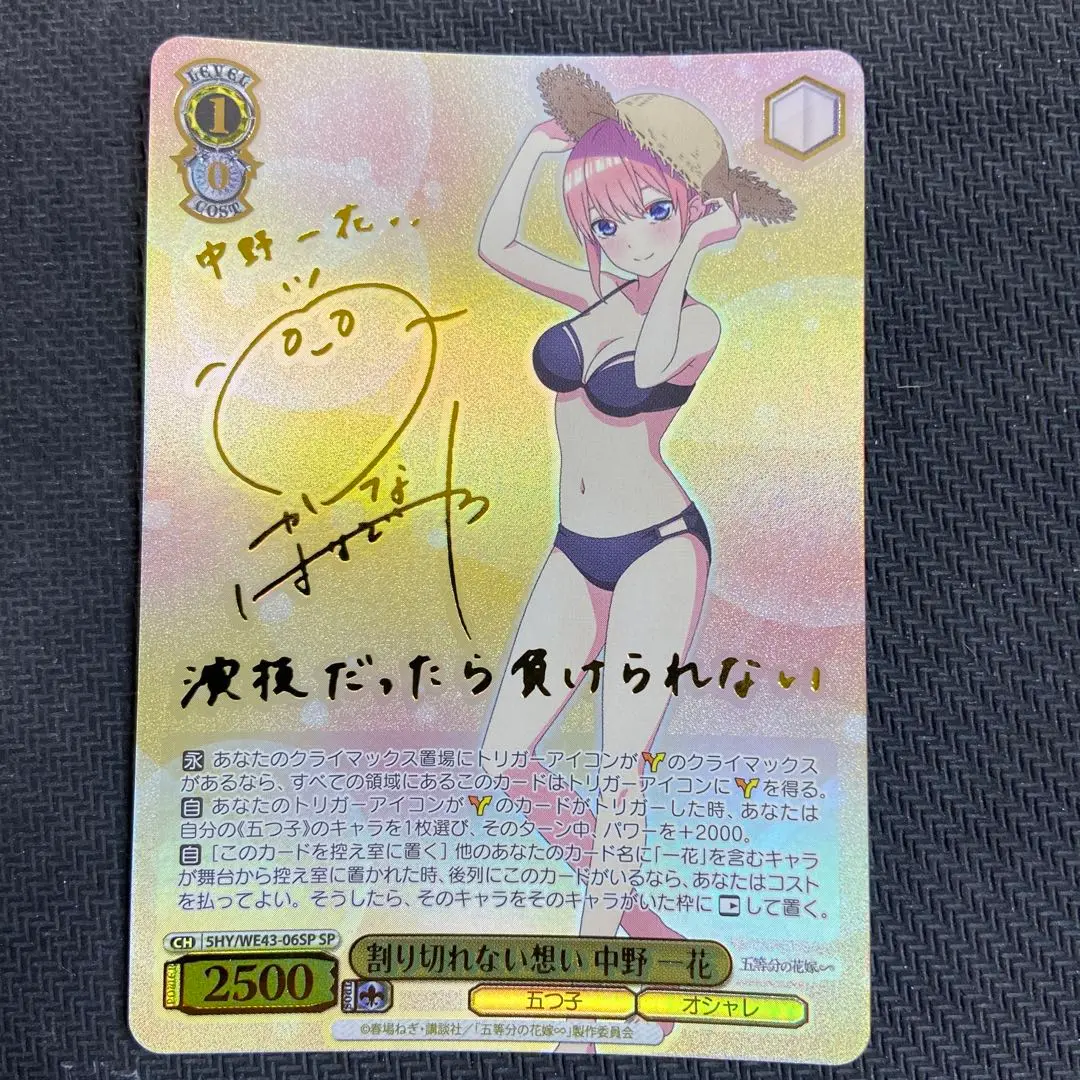 LEVEL
1
0
COST
中野一花..
かな
はなざわ
演技だったら負けられない
永 あなたのクライマックス置場にトリガーアイコンがのクライマックス
があるなら、すべての領域にあるこのカードはトリガーアイコンにを得る。
自 あなたのトリガーアイコンがのカードがトリガーした時、あなたは
自分の《五つ子》のキャラを1枚選び、そのターン中、パワーを+2000。
自 [このカードを控え室に置く] 他のあなたのカード名に「一花」を含むキャラ
が舞台から控え室に置かれた時、後列にこのカードがいるなら、あなたはコスト
を払ってよい。そうしたら、そのキャラをそのキャラがいた枠にして置く。
CH 5HY/WE43-06SP SP
割り切れない想い 中野 一花
五等分の花嫁∞
POWER
2500
SOUL
五つ子
オシャレ
©春場ねぎ・講談社/「五等分の花嫁∞」製作委員会